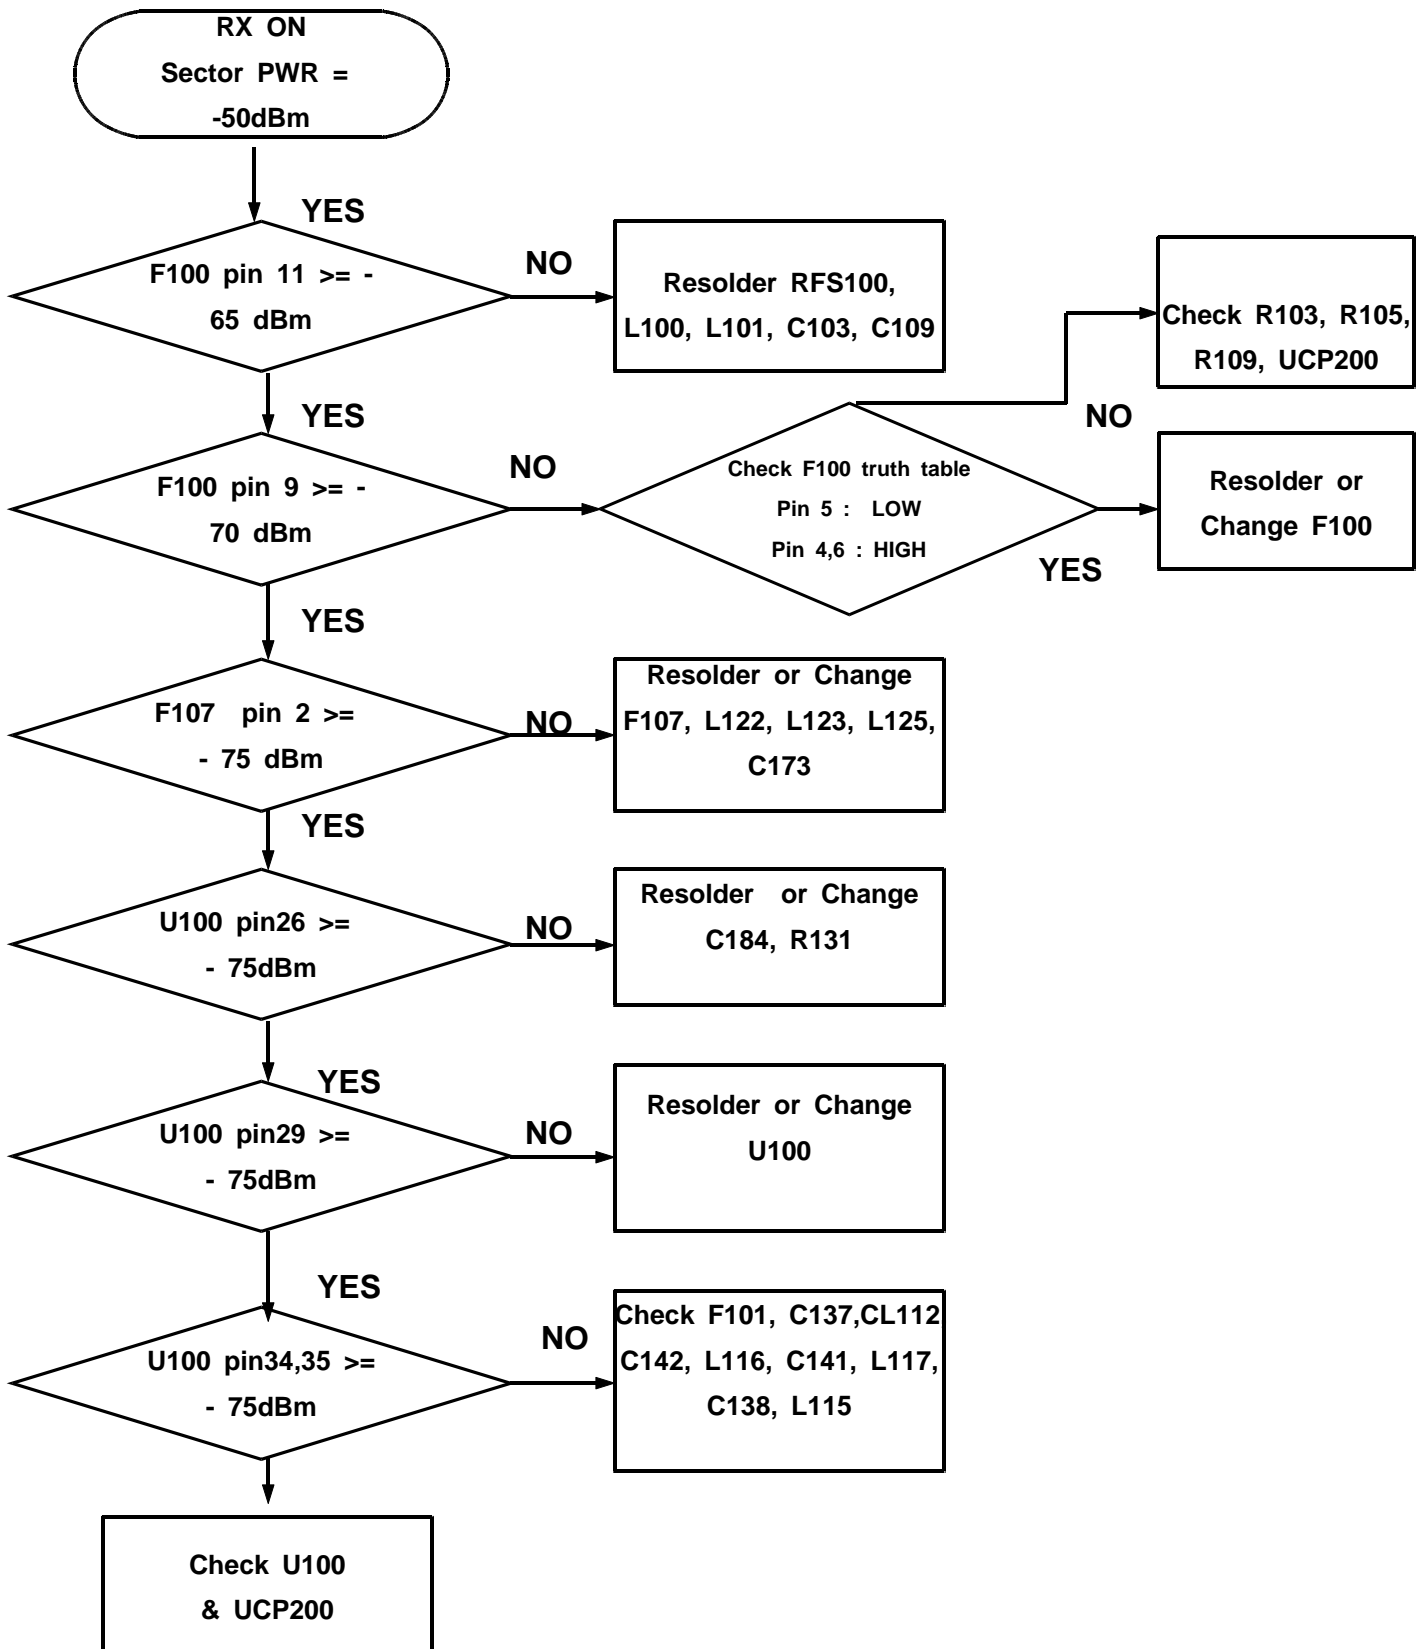 RX ON
Sector PWR =
-50dBm
YES
F100 pin 11 >= -
65 dBm
NO
Resolder RFS100,
L100, L101, C103, C109
YES
F100 pin 9 >= -
70 dBm
NO
Check F100 truth table
Pin 5 : LOW
Pin 4,6 : HIGH
NO
Check R103, R105,
R109, UCP200
YES
Resolder or
Change F100
YES
F107 pin 2 >=
- 75 dBm
NO
Resolder or Change
F107, L122, L123, L125,
C173
YES
U100 pin26 >=
- 75dBm
NO
Resolder or Change
C184, R131
YES
U100 pin29 >=
- 75dBm
NO
Resolder or Change
U100
YES
U100 pin34,35 >=
- 75dBm
NO
Check F101, C137,CL112
C142, L116, C141, L117,
C138, L115
Check U100
& UCP200